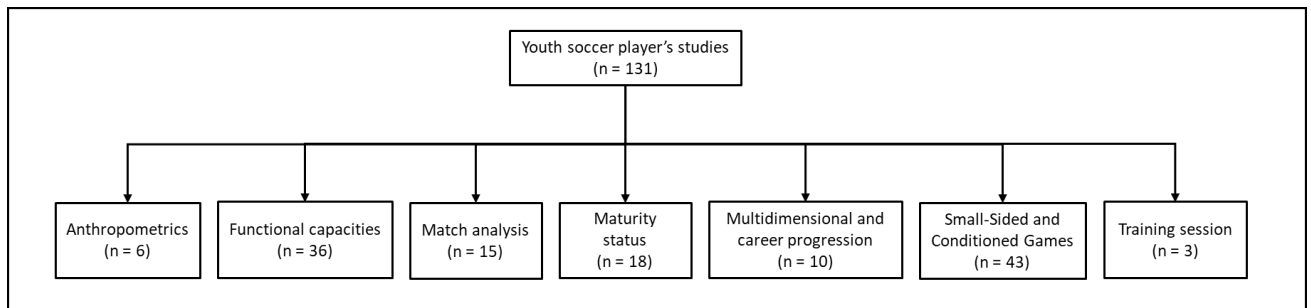 Youth soccer player’s studies
(n = 131)
Anthropometrics
(n = 6)
Functional capacities
(n = 36)
Match analysis
(n = 15)
Maturity
status
(n = 18)
Multidimensional and
career progression
(n = 10)
Small-Sided and
Conditioned Games
(n = 43)
Training session
(n = 3)